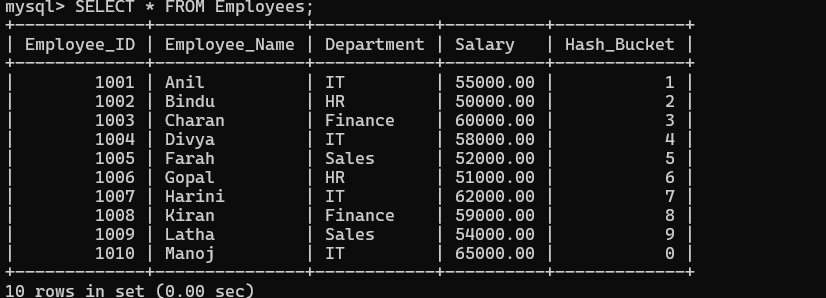 mysql> SELECT * FROM Employees;
+-------------+---------------+------------+----------+-------------+
| Employee_ID | Employee_Name | Department | Salary   | Hash_Bucket |
+-------------+---------------+------------+----------+-------------+
|        1001 | Anil          | IT         | 55000.00 |           1 |
|        1002 | Bindu         | HR         | 50000.00 |           2 |
|        1003 | Charan        | Finance    | 60000.00 |           3 |
|        1004 | Divya         | IT         | 58000.00 |           4 |
|        1005 | Farah         | Sales      | 52000.00 |           5 |
|        1006 | Gopal         | HR         | 51000.00 |           6 |
|        1007 | Harini        | IT         | 62000.00 |           7 |
|        1008 | Kiran         | Finance    | 59000.00 |           8 |
|        1009 | Latha         | Sales      | 54000.00 |           9 |
|        1010 | Manoj         | IT         | 65000.00 |           0 |
+-------------+---------------+------------+----------+-------------+
10 rows in set (0.00 sec)